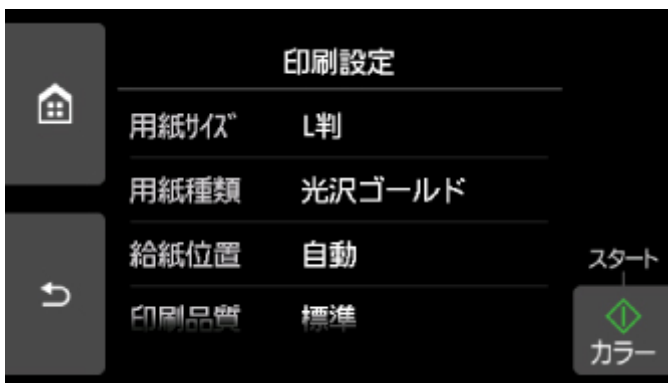 印刷設定
用紙ｻｲｽﾞ L判
用紙種類 光沢ゴールド
給紙位置 自動
印刷品質 標準
スタート
カラー